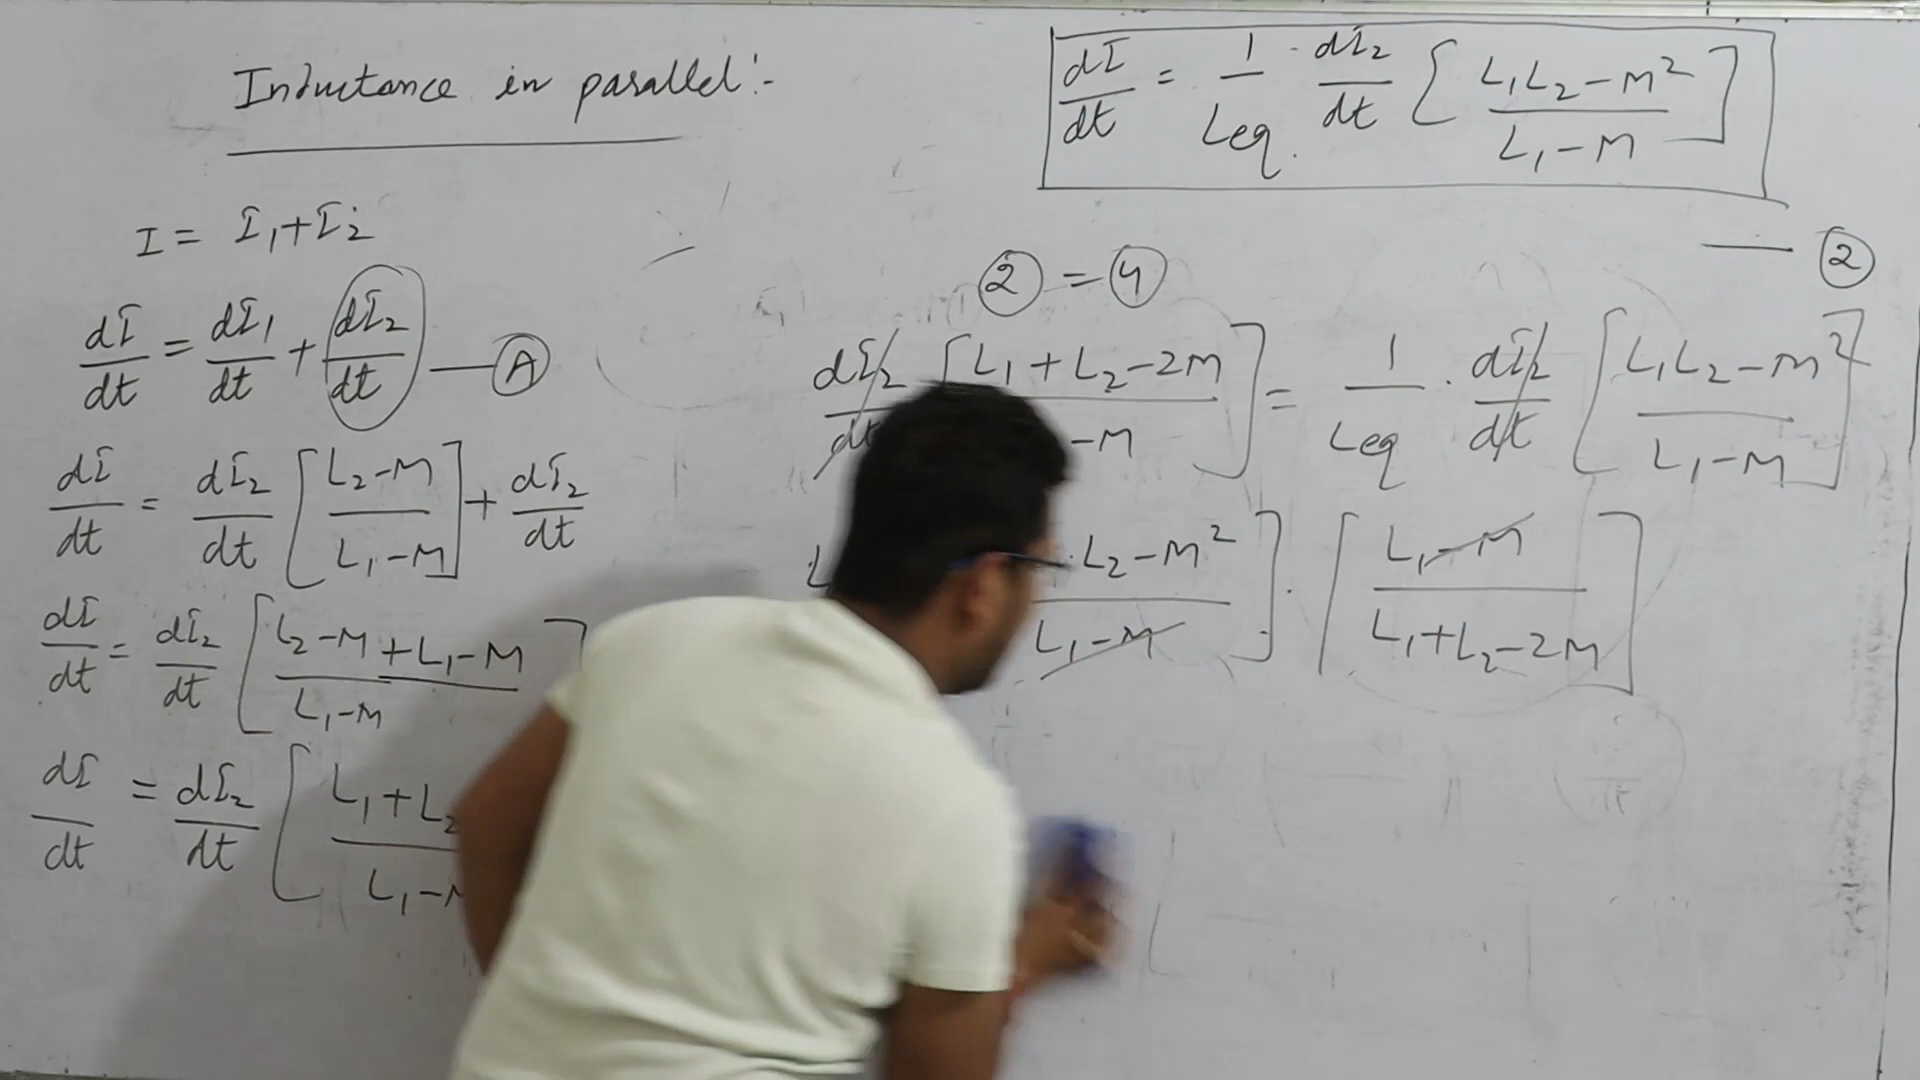 Inductance in parallel :-
I = I₁+I₂
dI/dt = dI₁/dt + dI₂/dt —— Ⓐ
dI/dt = dI₂/dt [L₂-M / L₁-M] + dI₂/dt
dI/dt = dI₂/dt [L₂-M+L₁-M / L₁-M]
dI/dt = dI₂/dt [L₁+L₂ / L₁-M
dI/dt = 1/Leq. · dI₂/dt [L₁L₂-M² / L₁-M]
—— ②
② = ④
dI₂/dt [L₁+L₂-2M / -M] = 1/Leq · dI₂/dt [L₁L₂-M² / L₁-M]
L · L₂-M² / L₁-M] · [L₁-M / L₁+L₂-2M]